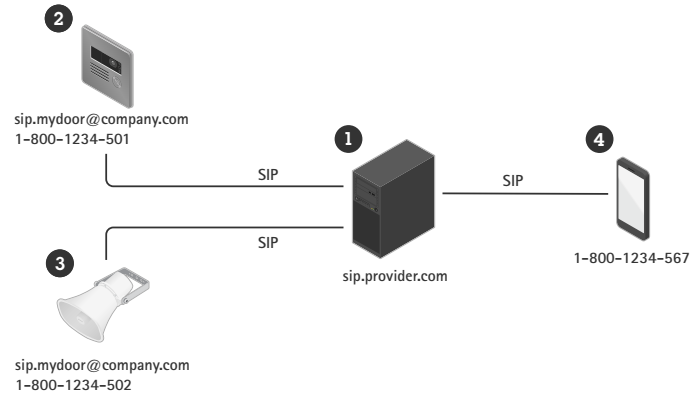 2
sip.mydoor@company.com
1-800-1234-501
SIP
1
sip.provider.com
SIP
4
1-800-1234-567
SIP
3
sip.mydoor@company.com
1-800-1234-502